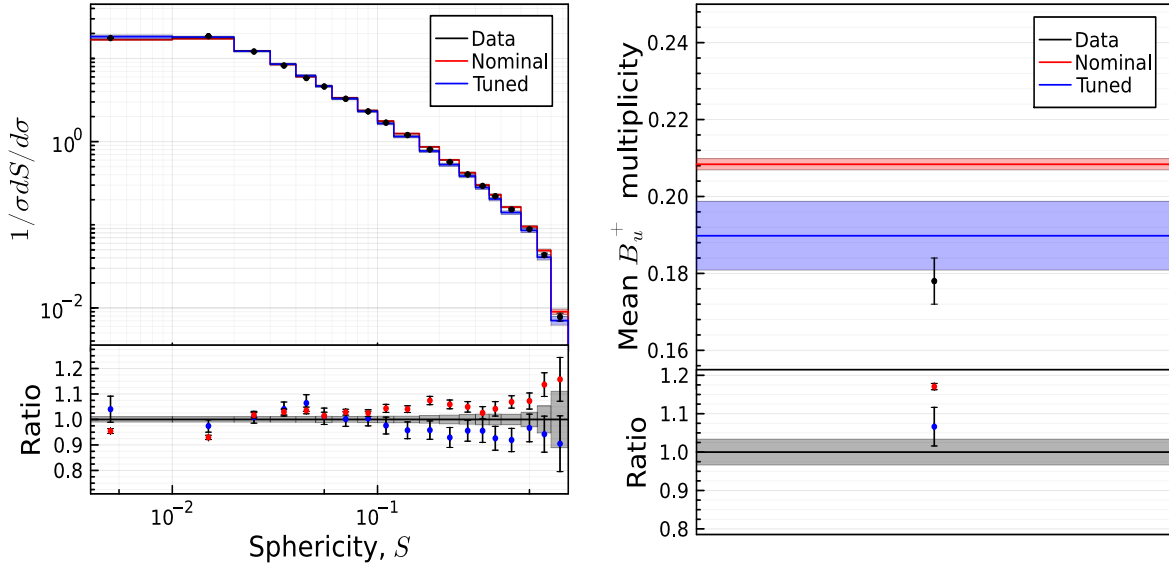 1/σdS/dσ
10⁰
10⁻²
Data
Nominal
Tuned
Ratio
1.2
1.1
1.0
0.9
0.8
10⁻²
10⁻¹
Sphericity, S
Mean B_u^+ multiplicity
0.24
0.22
0.20
0.18
0.16
Data
Nominal
Tuned
Ratio
1.2
1.1
1.0
0.9
0.8